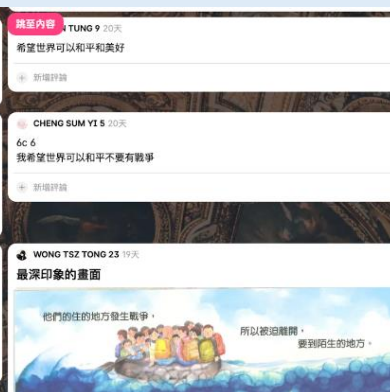 跳至內容
N TUNG 9 20天
希望世界可以和平和美好
新增評論
CHENG SUM YI 5 20天
6c 6
我希望世界可以和平不要有戰爭
新增評論
WONG TSZ TONG 23 19天
最深印象的畫面
他們的住的地方發生戰爭，
所以被迫離開，
要到陌生的地方。